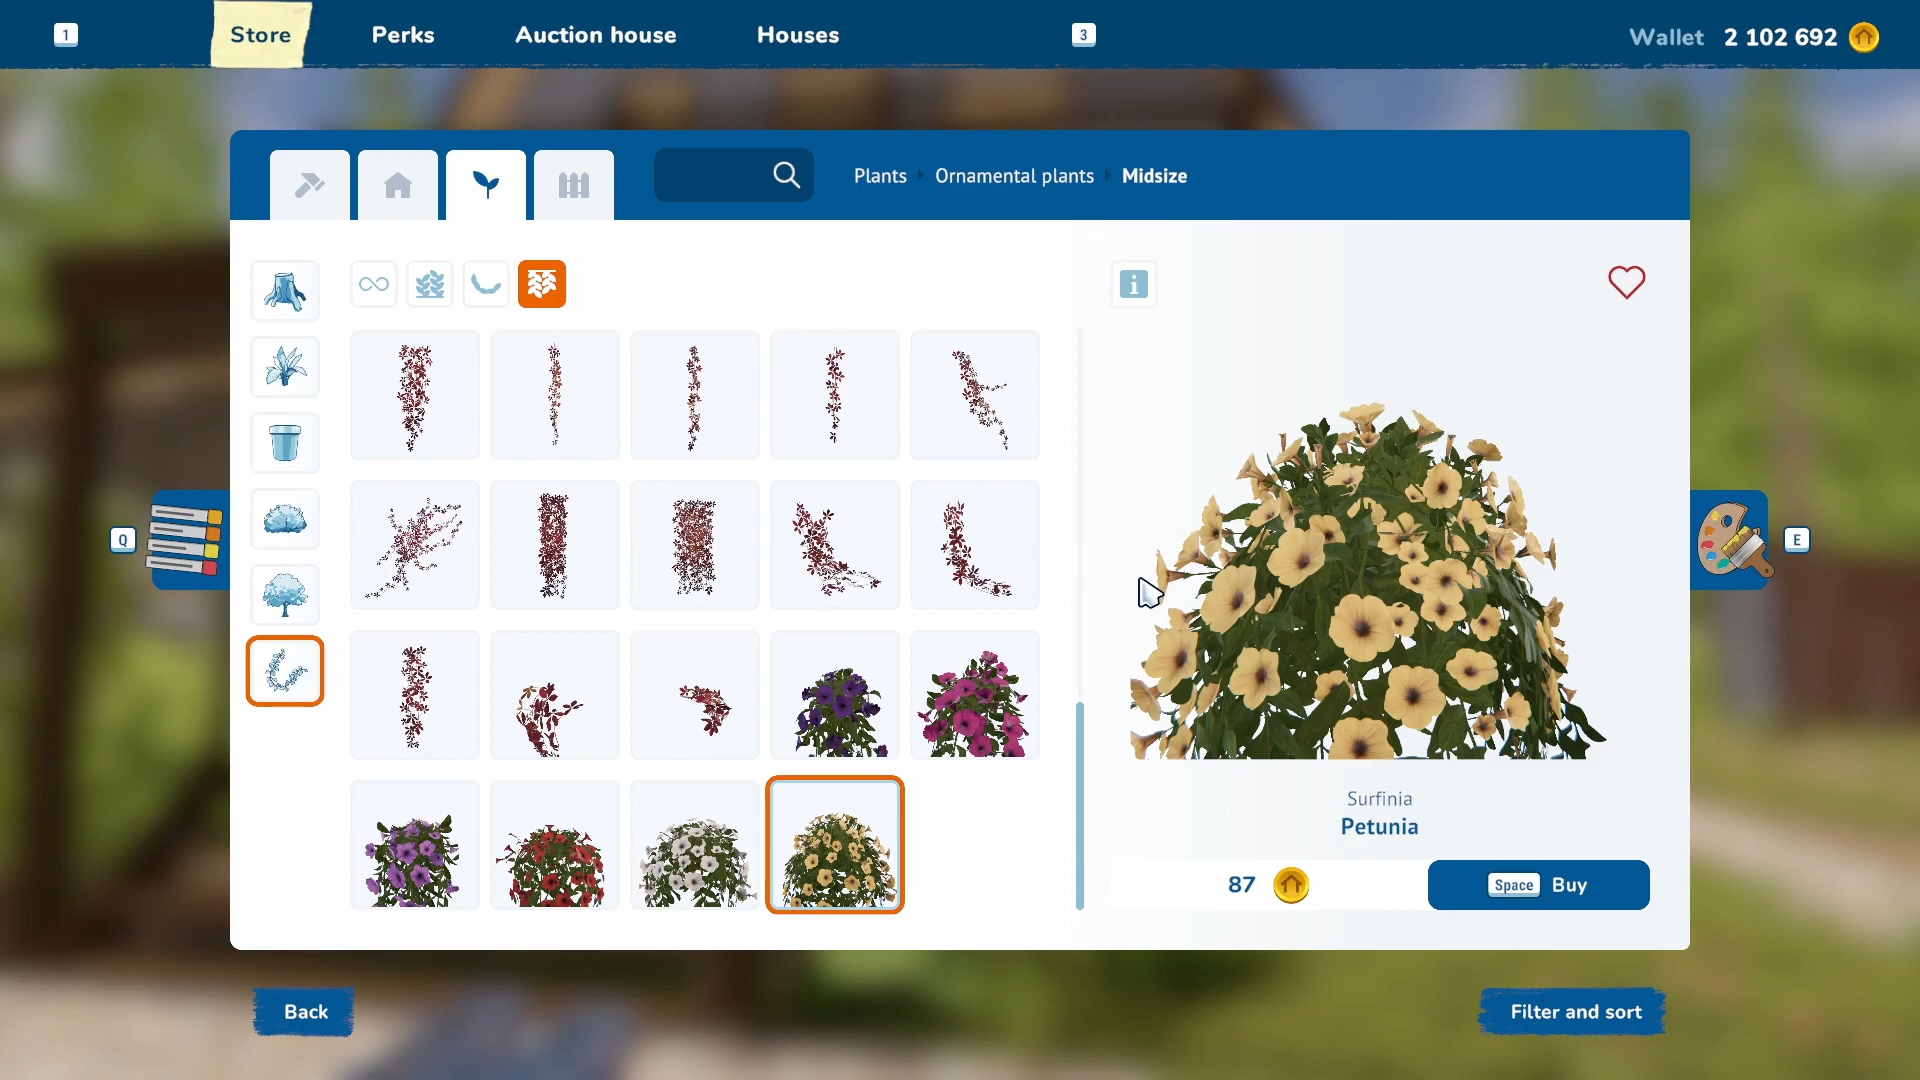 1
Store
Perks
Auction house
Houses
3
Wallet 2 102 692
Plants
Ornamental plants
Midsize
i
Q
E
Surfinia
Petunia
87
Space Buy
Back
Filter and sort